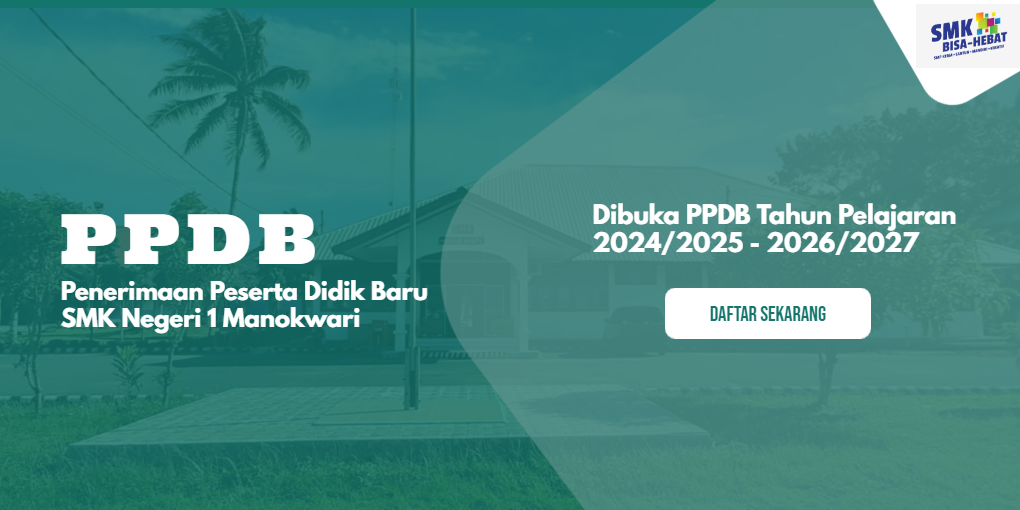 SMK
BISA-HEBAT
PPDB
Penerimaan Peserta Didik Baru
SMK Negeri 1 Manokwari
Dibuka PPDB Tahun Pelajaran
2024/2025 - 2026/2027
DAFTAR SEKARANG